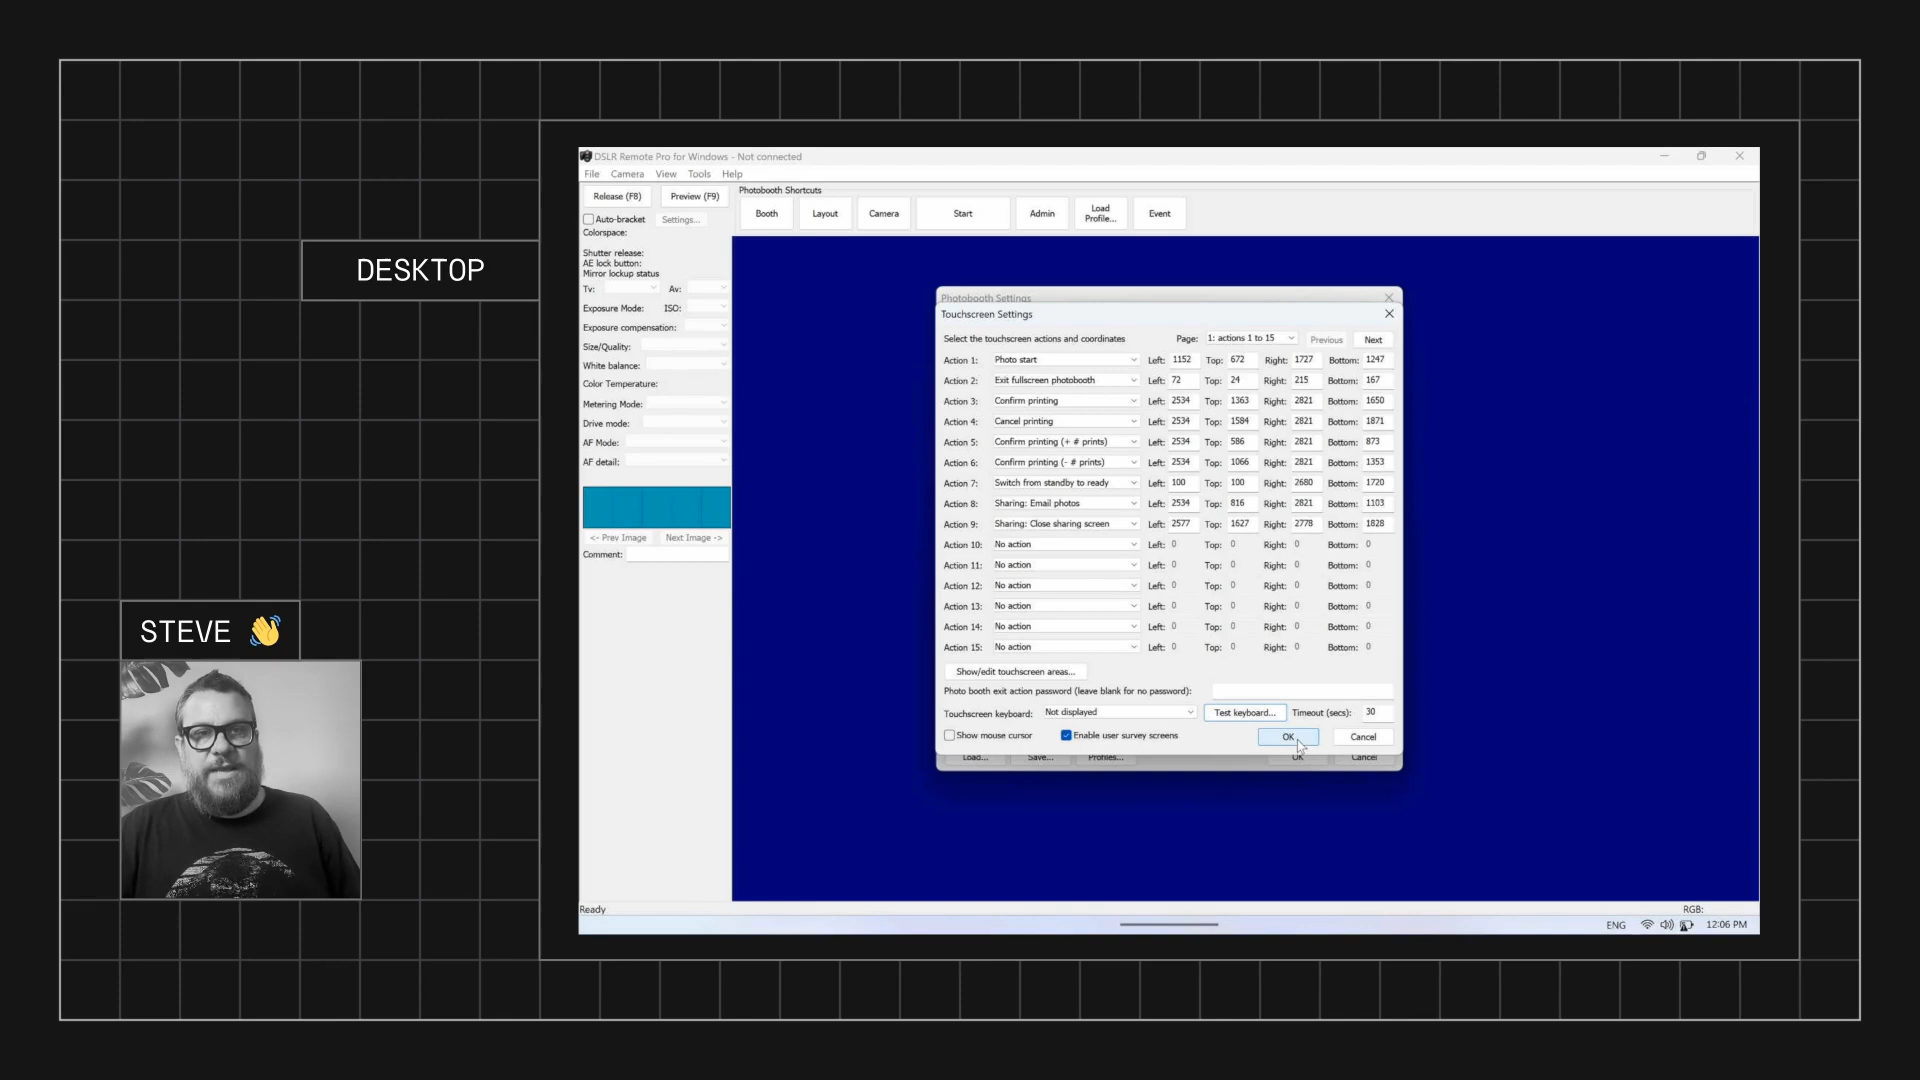 DESKTOP
STEVE 👋
DSLR Remote Pro for Windows - Not connected
File Camera View Tools Help
Release (F8) Preview (F9)
Auto-bracket Settings...
Colorspace:
Shutter release:
AE lock button:
Mirror lockup status
Tv: Av:
Exposure Mode: ISO:
Exposure compensation:
Size/Quality:
White balance:
Color Temperature:
Metering Mode:
Drive mode:
AF Mode:
AF detail:
<- Prev Image Next Image ->
Comment:
Photobooth Shortcuts
Booth Layout Camera Start Admin Load Profile... Event
Photobooth Settings
Touchscreen Settings
Select the touchscreen actions and coordinates Page: 1: actions 1 to 15 Previous Next
Action 1: Photo start Left: 1152 Top: 672 Right: 1727 Bottom: 1247
Action 2: Exit fullscreen photobooth Left: 72 Top: 24 Right: 215 Bottom: 167
Action 3: Confirm printing Left: 2534 Top: 1363 Right: 2821 Bottom: 1650
Action 4: Cancel printing Left: 2534 Top: 1584 Right: 2821 Bottom: 1871
Action 5: Confirm printing (+ # prints) Left: 2534 Top: 586 Right: 2821 Bottom: 873
Action 6: Confirm printing (- # prints) Left: 2534 Top: 1066 Right: 2821 Bottom: 1353
Action 7: Switch from standby to ready Left: 100 Top: 100 Right: 2680 Bottom: 1720
Action 8: Sharing: Email photos Left: 2534 Top: 816 Right: 2821 Bottom: 1103
Action 9: Sharing: Close sharing screen Left: 2577 Top: 1627 Right: 2778 Bottom: 1828
Action 10: No action Left: 0 Top: 0 Right: 0 Bottom: 0
Action 11: No action Left: 0 Top: 0 Right: 0 Bottom: 0
Action 12: No action Left: 0 Top: 0 Right: 0 Bottom: 0
Action 13: No action Left: 0 Top: 0 Right: 0 Bottom: 0
Action 14: No action Left: 0 Top: 0 Right: 0 Bottom: 0
Action 15: No action Left: 0 Top: 0 Right: 0 Bottom: 0
Show/edit touchscreen areas...
Photo booth exit action password (leave blank for no password):
Touchscreen keyboard: Not displayed Test keyboard... Timeout (secs): 30
Show mouse cursor Enable user survey screens OK Cancel
Load... Save... Profiles... OK Cancel
Ready RGB:
ENG 12:06 PM